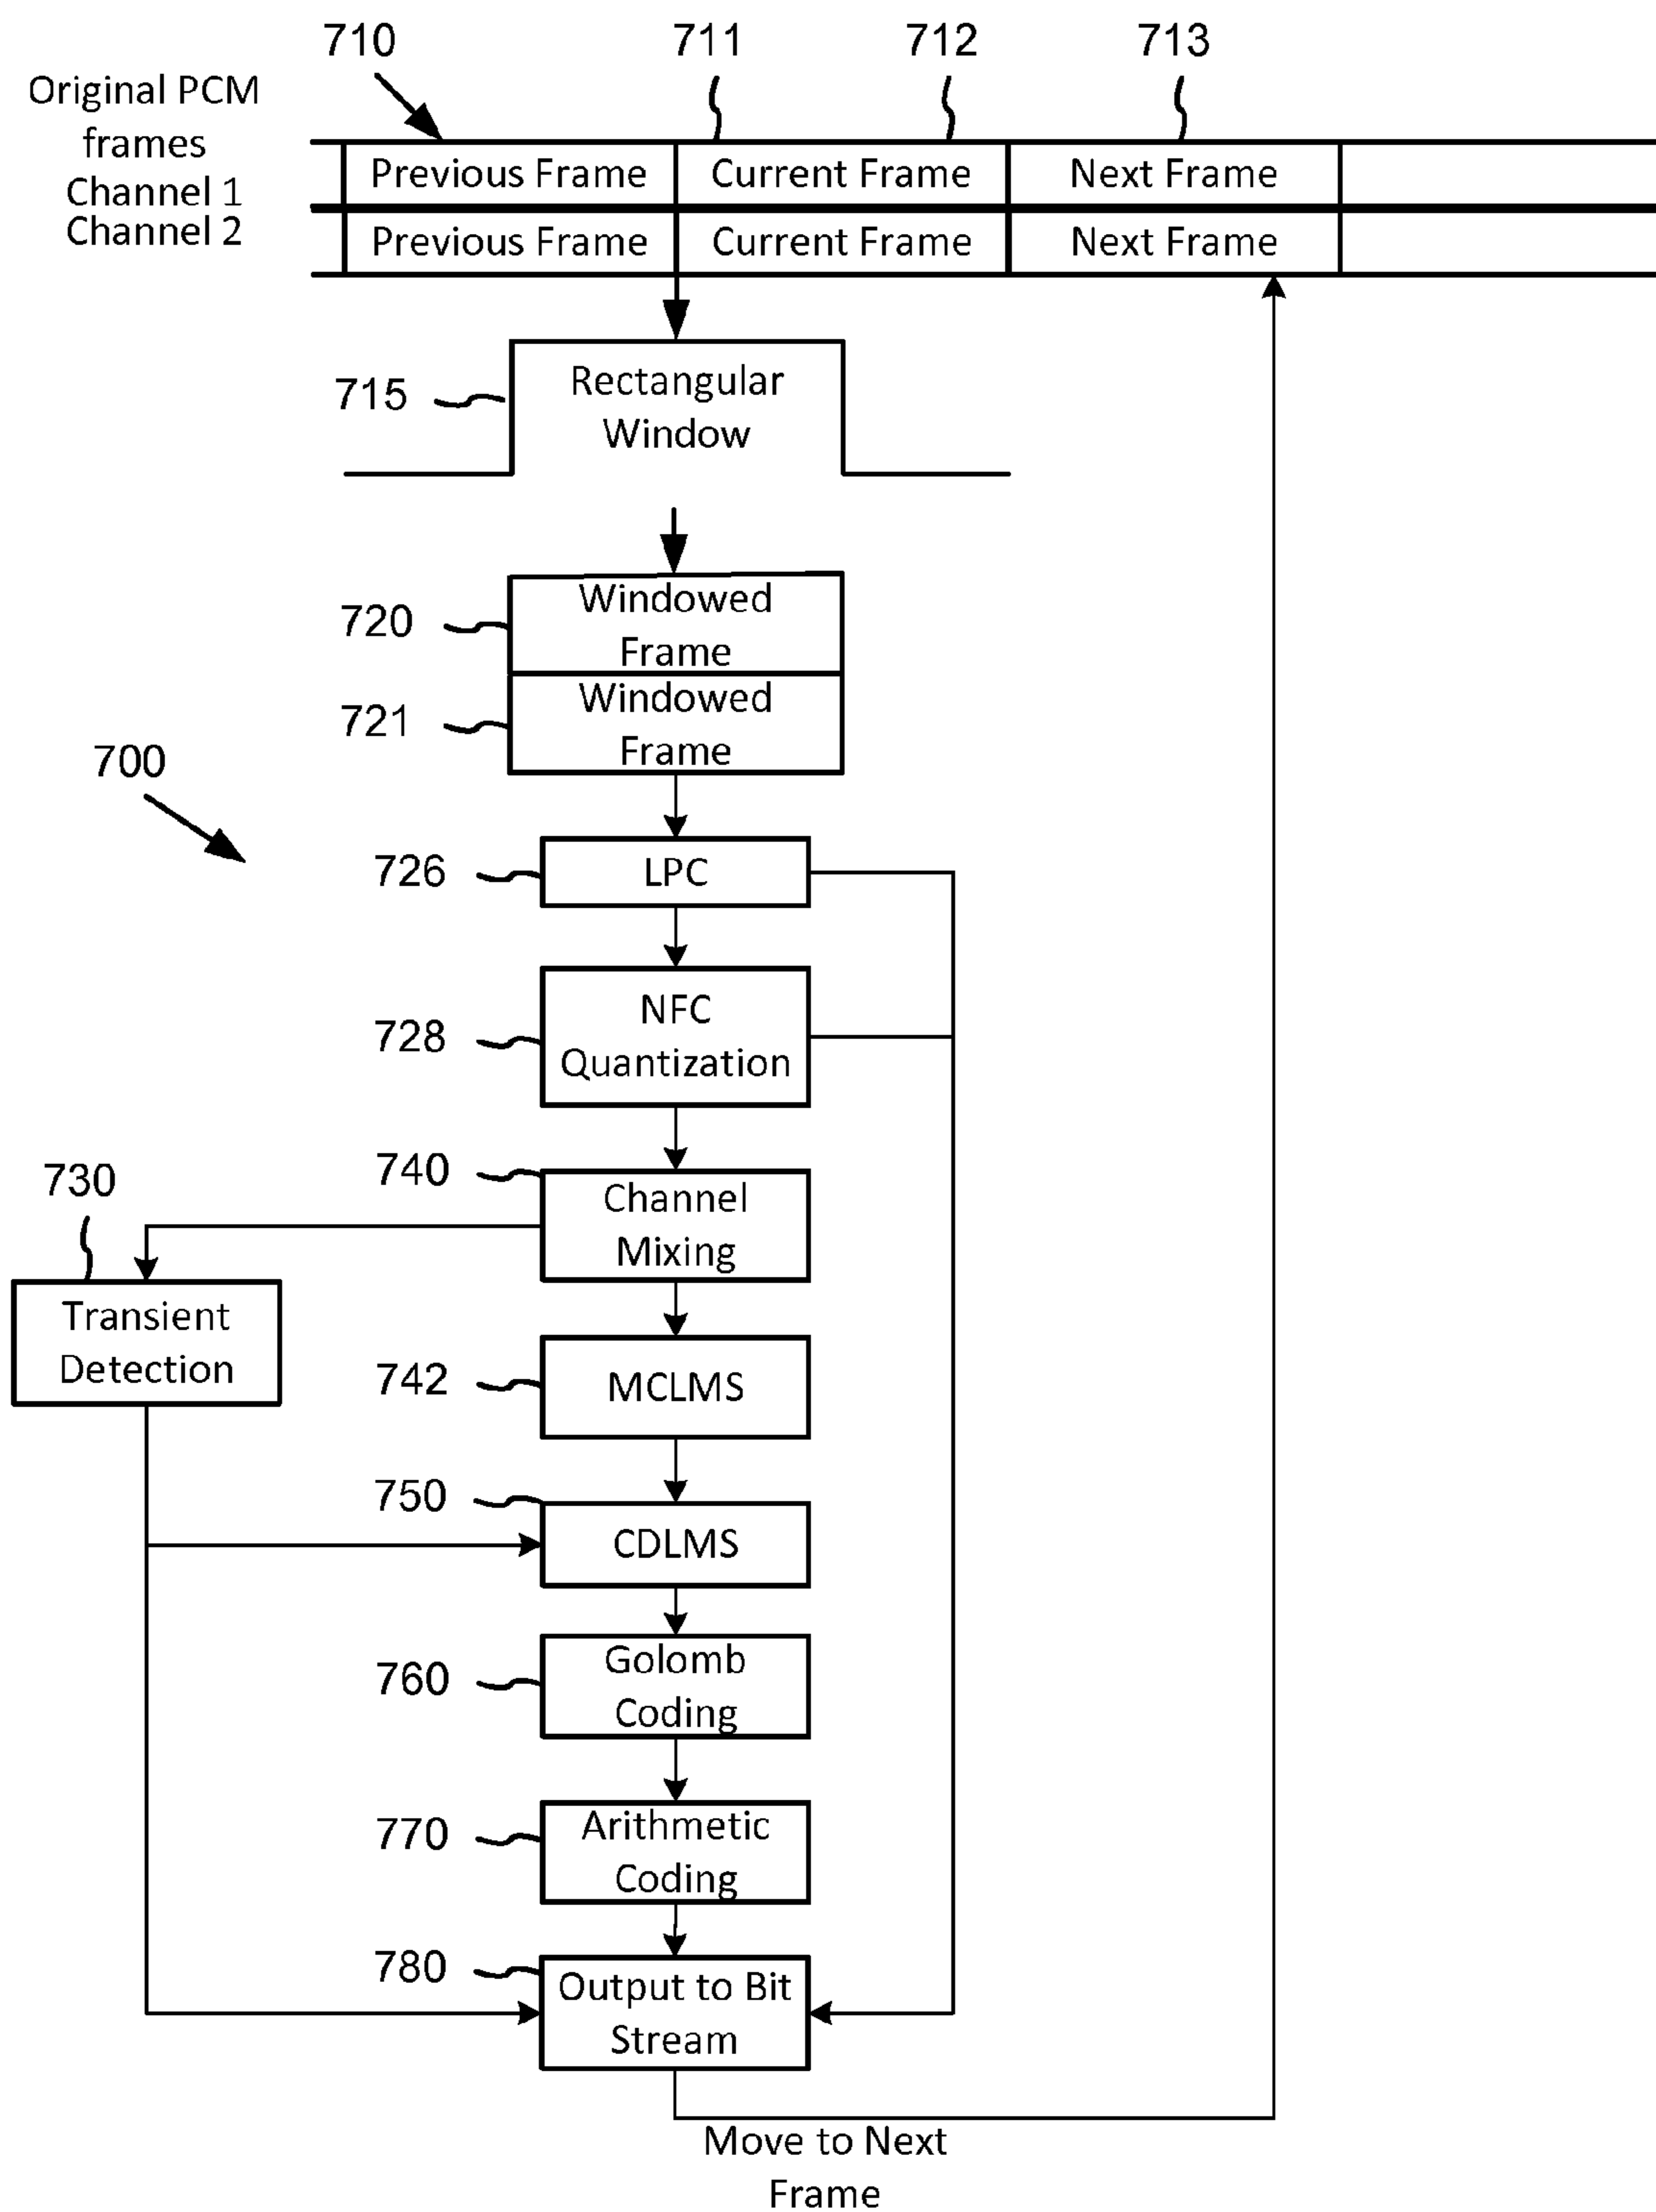 710 711 712 713
Original PCM
frames
Channel 1 Previous Frame Current Frame Next Frame
Channel 2 Previous Frame Current Frame Next Frame
715 Rectangular
Window
720 Windowed
Frame
721 Windowed
Frame
700
726 LPC
728 NFC
Quantization
740 Channel
Mixing
730
Transient
Detection
742 MCLMS
750 CDLMS
760 Golomb
Coding
770 Arithmetic
Coding
780 Output to Bit
Stream
Move to Next
Frame